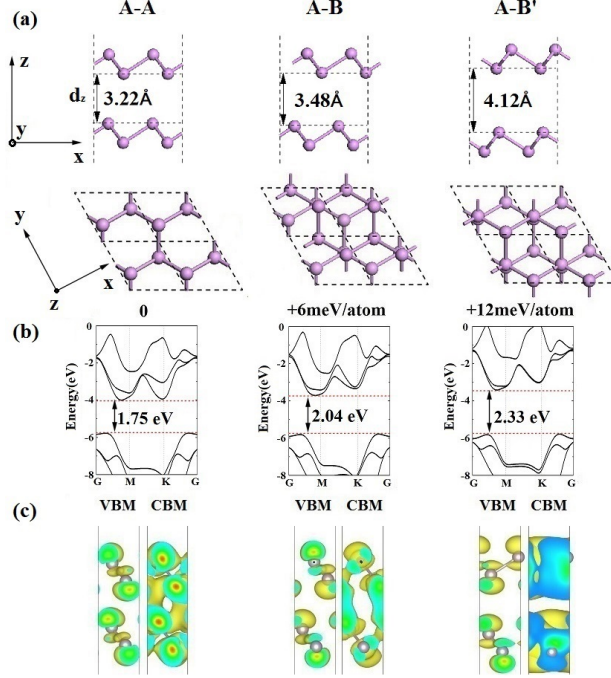 A-A A-B A-B'
(a)
z
d_z 3.22Å 3.48Å 4.12Å
y
x
y
x
z
0 +6meV/atom +12meV/atom
(b)
0 0 0
-2 -2 -2
Energy(eV) Energy(eV) Energy(eV)
-4 -4 -4
1.75 eV 2.04 eV 2.33 eV
-6 -6 -6
-8 -8 -8
G M K G G M K G G M K G
(c) VBM CBM VBM CBM VBM CBM